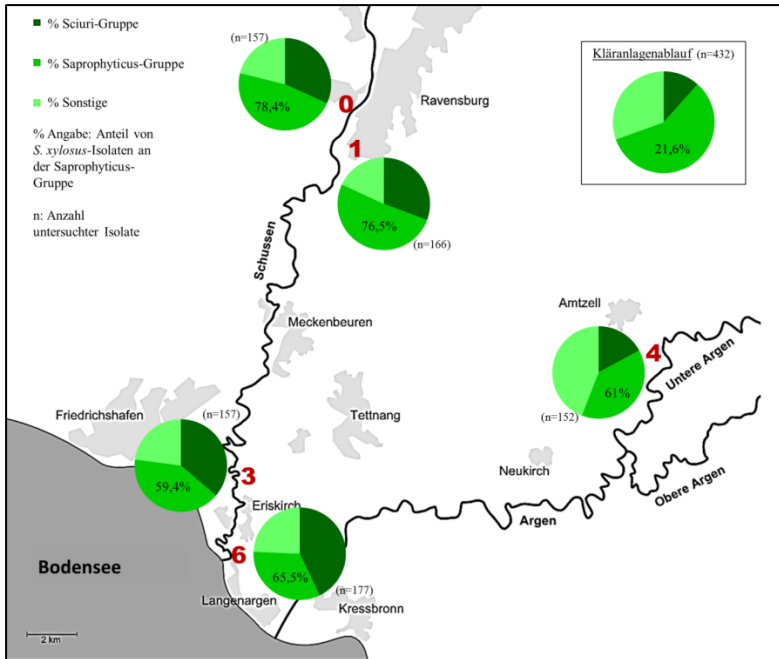 % Sciuri-Gruppe
% Saprophyticus-Gruppe
% Sonstige
% Angabe: Anteil von
S. xylosus-Isolaten an
der Saprophyticus-
Gruppe
n: Anzahl
untersuchter Isolate
(n=157)
78,4%
0
Ravensburg
1
76,5%
(n=166)
Kläranlagenablauf (n=432)
21,6%
Schussen
Meckenbeuren
Amtzell
4
61%
(n=152)
Untere Argen
Friedrichshafen
(n=157)
59,4%
3
Tettnang
Neukirch
Obere Argen
Argen
Eriskirch
6
65,5%
(n=177)
Bodensee
Langenargen
Kressbronn
2 km